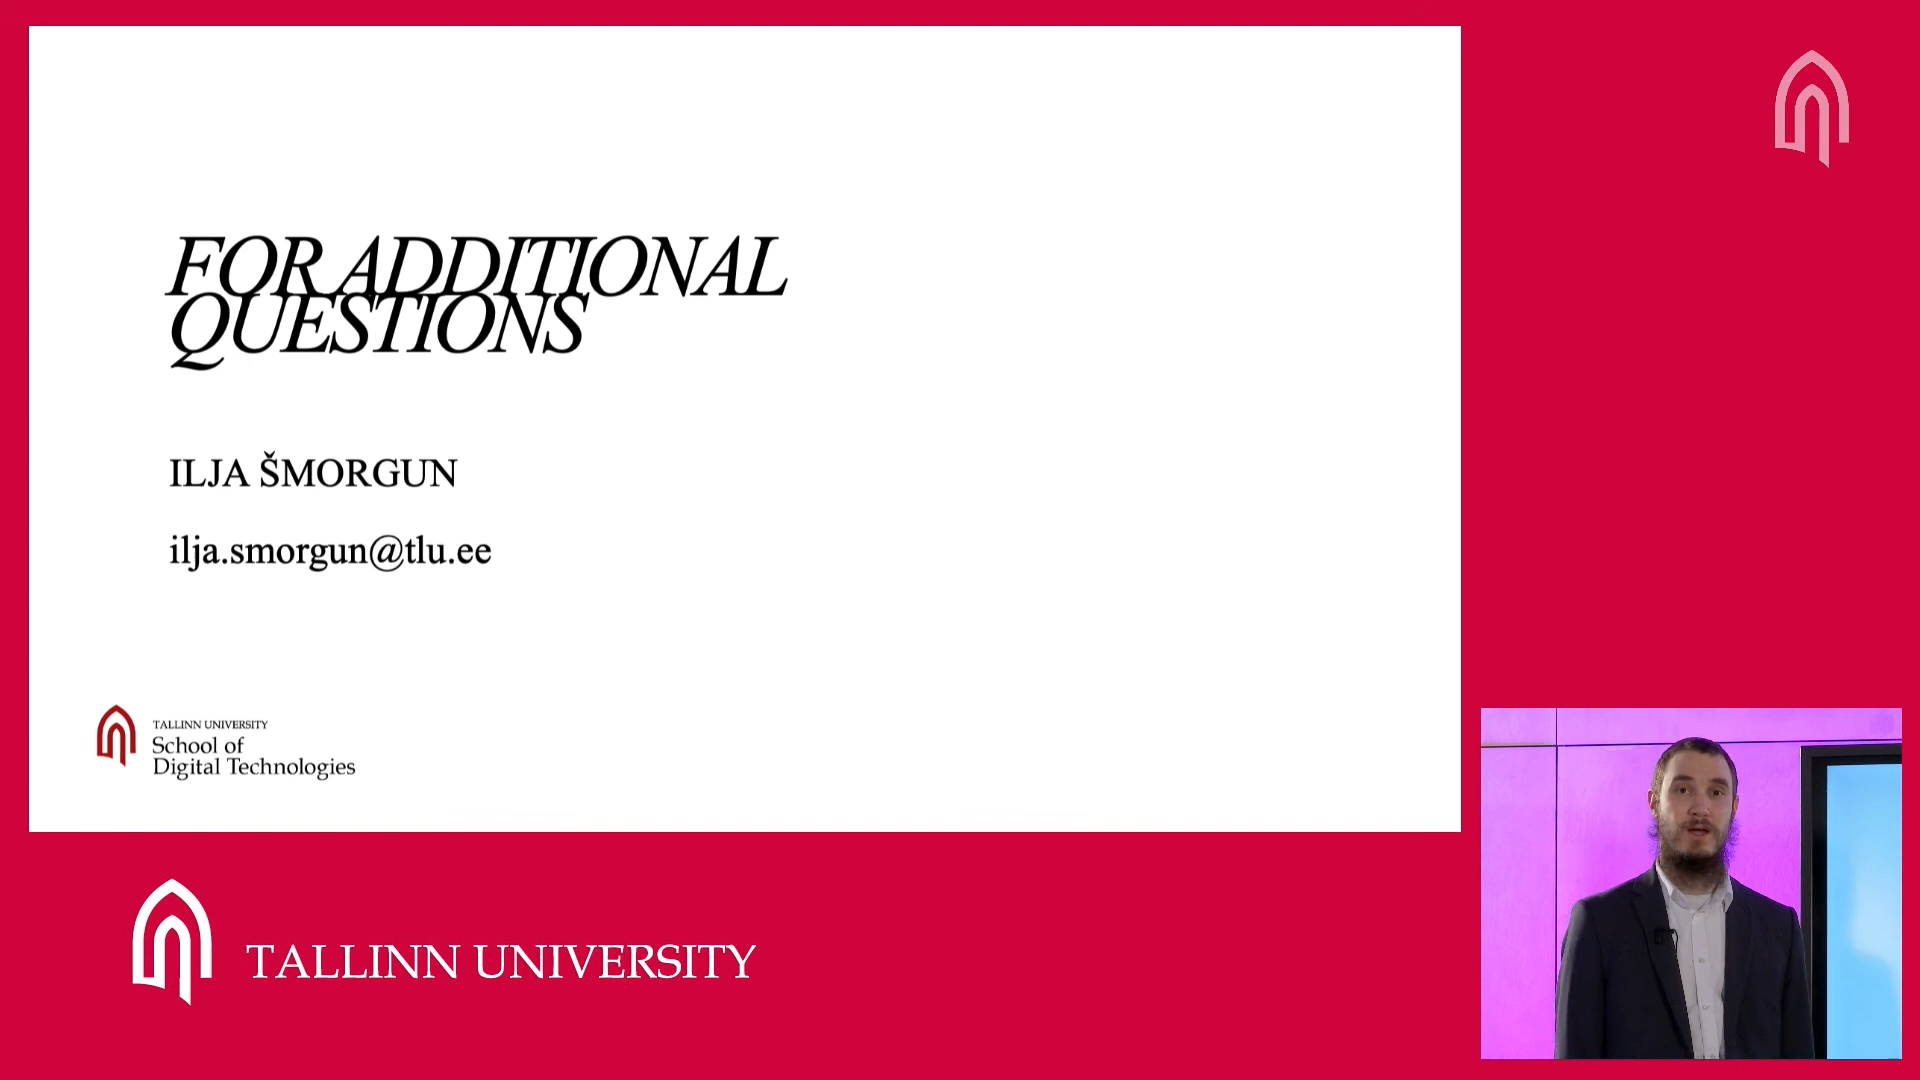 FOR ADDITIONAL
QUESTIONS
ILJA ŠMORGUN
ilja.smorgun@tlu.ee
TALLINN UNIVERSITY
School of
Digital Technologies
TALLINN UNIVERSITY